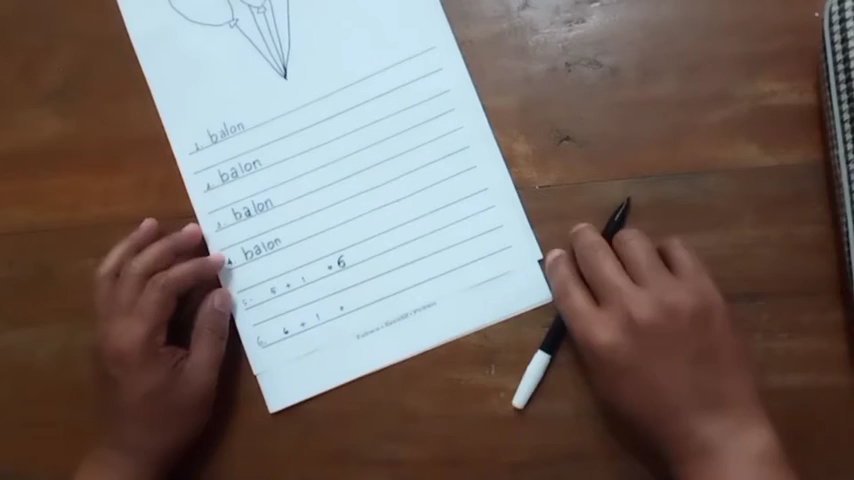 1. balon
2. balon
3. balon
4. balon
5. 5 + 1 = 6
6. 6 + 1 =